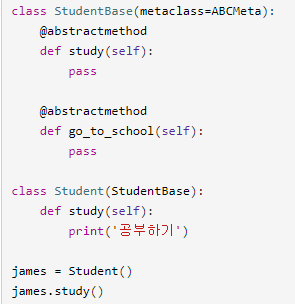 class StudentBase(metaclass=ABCMeta):
    @abstractmethod
    def study(self):
        pass

    @abstractmethod
    def go_to_school(self):
        pass

class Student(StudentBase):
    def study(self):
        print('공부하기')

james = Student()
james.study()